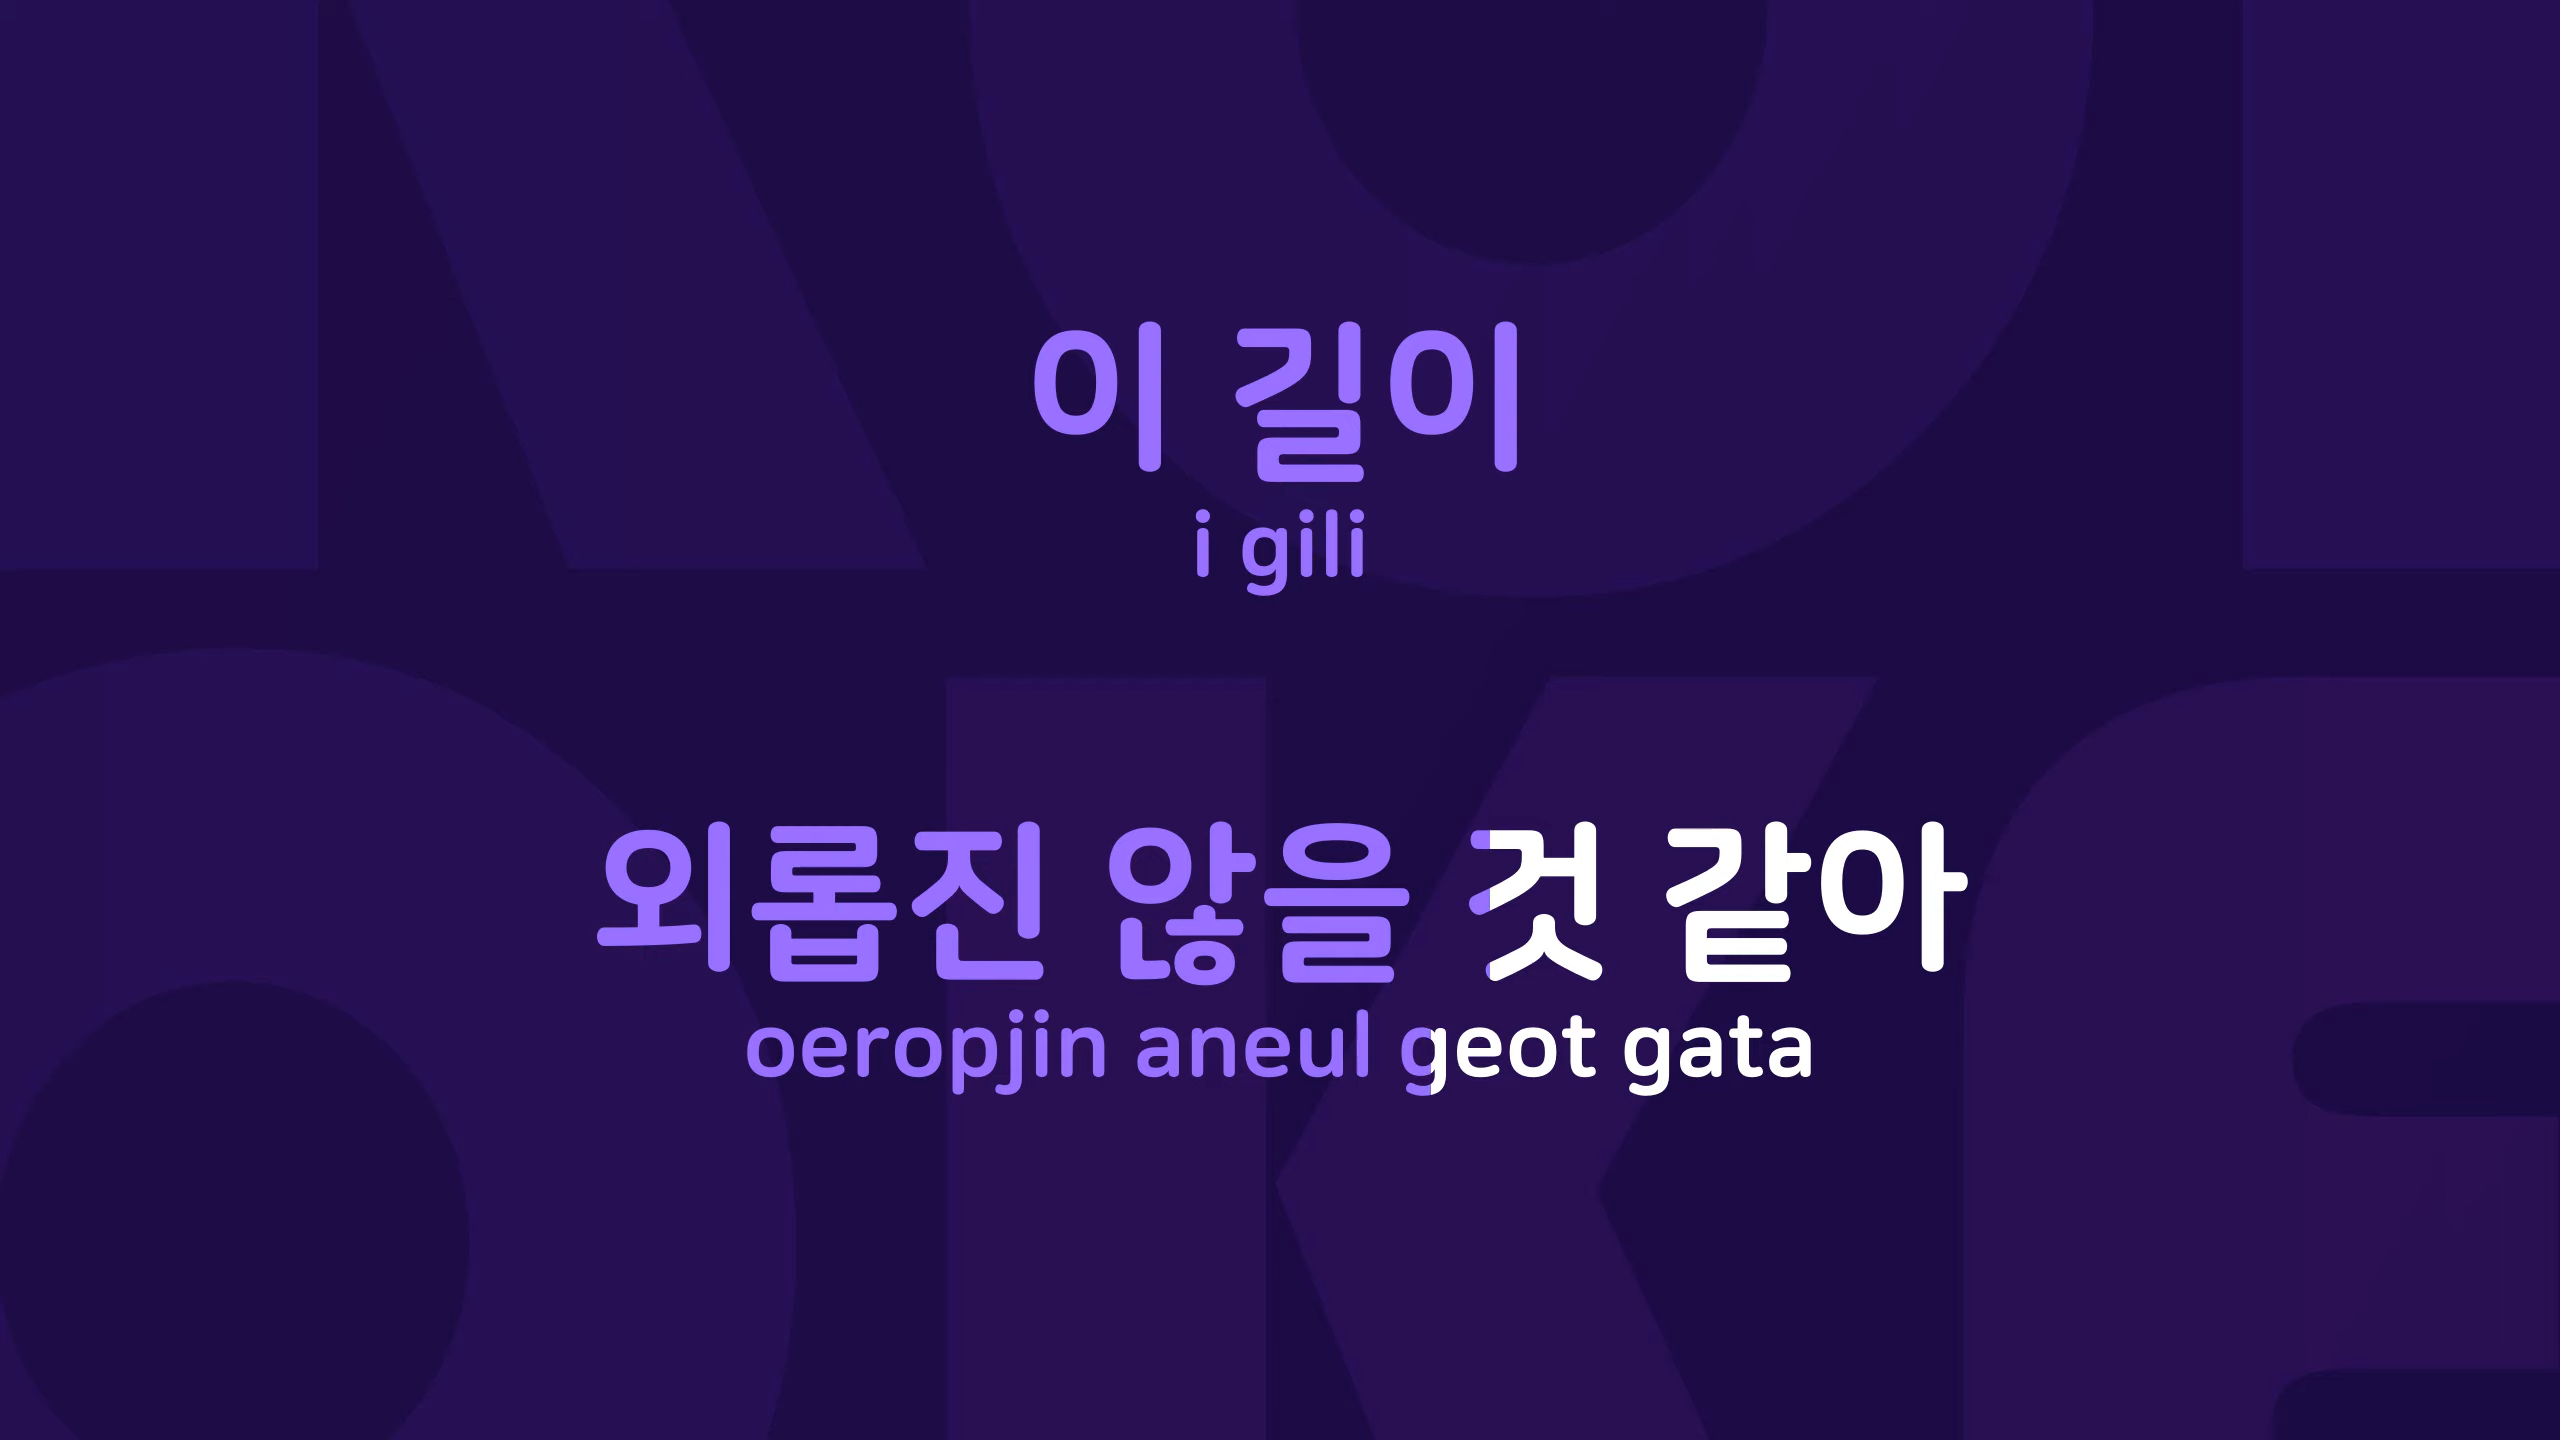 이 길이
i gili
외롭진 않을 것 같아
oeropjin aneul geot gata